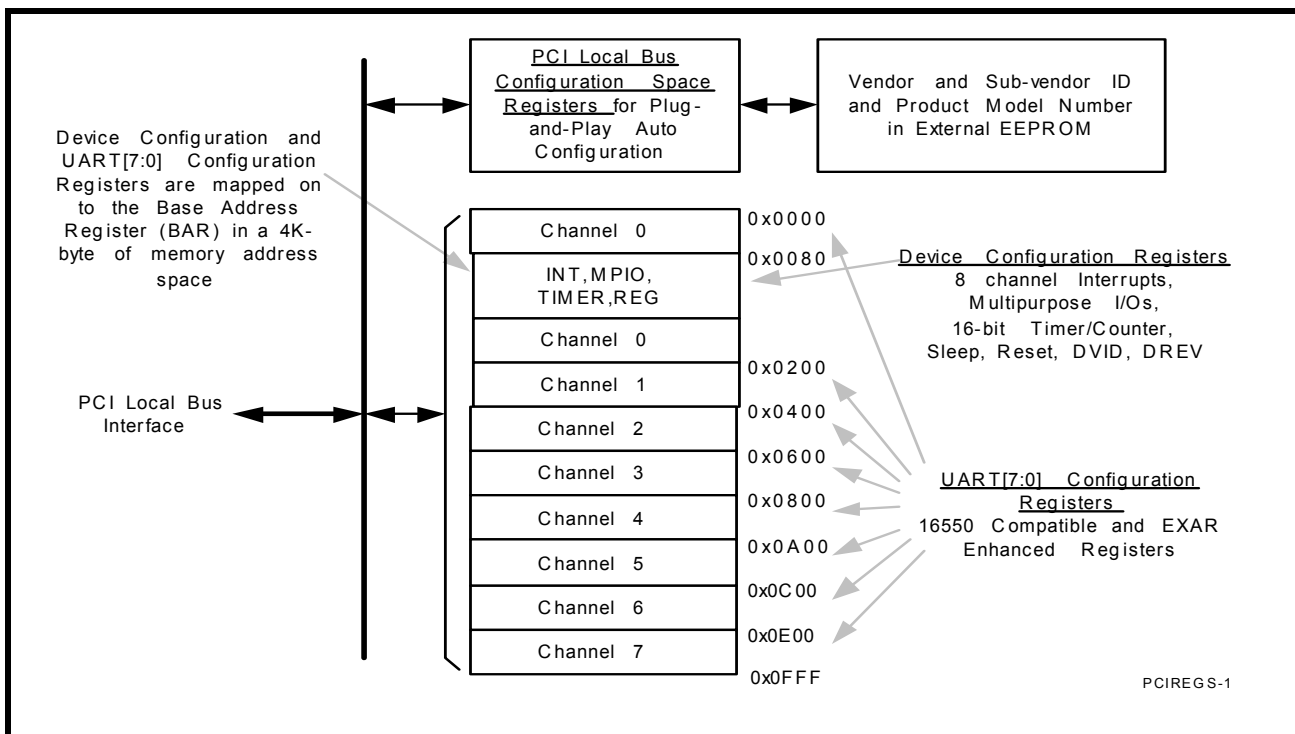 PCI Local Bus
Configuration Space
Registers for Plug-
and-Play Auto
Configuration
Vendor and Sub-vendor ID
and Product Model Number
in External EEPROM
Device Configuration and
UART[7:0] Configuration
Registers are mapped on
to the Base Address
Register (BAR) in a 4K-
byte of memory address
space
PCI Local Bus
Interface
Channel 0
INT,MPIO,
TIMER,REG
Channel 0
Channel 1
Channel 2
Channel 3
Channel 4
Channel 5
Channel 6
Channel 7
0x0000
0x0080
0x0200
0x0400
0x0600
0x0800
0x0A00
0x0C00
0x0E00
0x0FFF
Device Configuration Registers
8 channel Interrupts,
Multipurpose I/Os,
16-bit Timer/Counter,
Sleep, Reset, DVID, DREV
UART[7:0] Configuration
Registers
16550 Compatible and EXAR
Enhanced Registers
PCIREGS-1